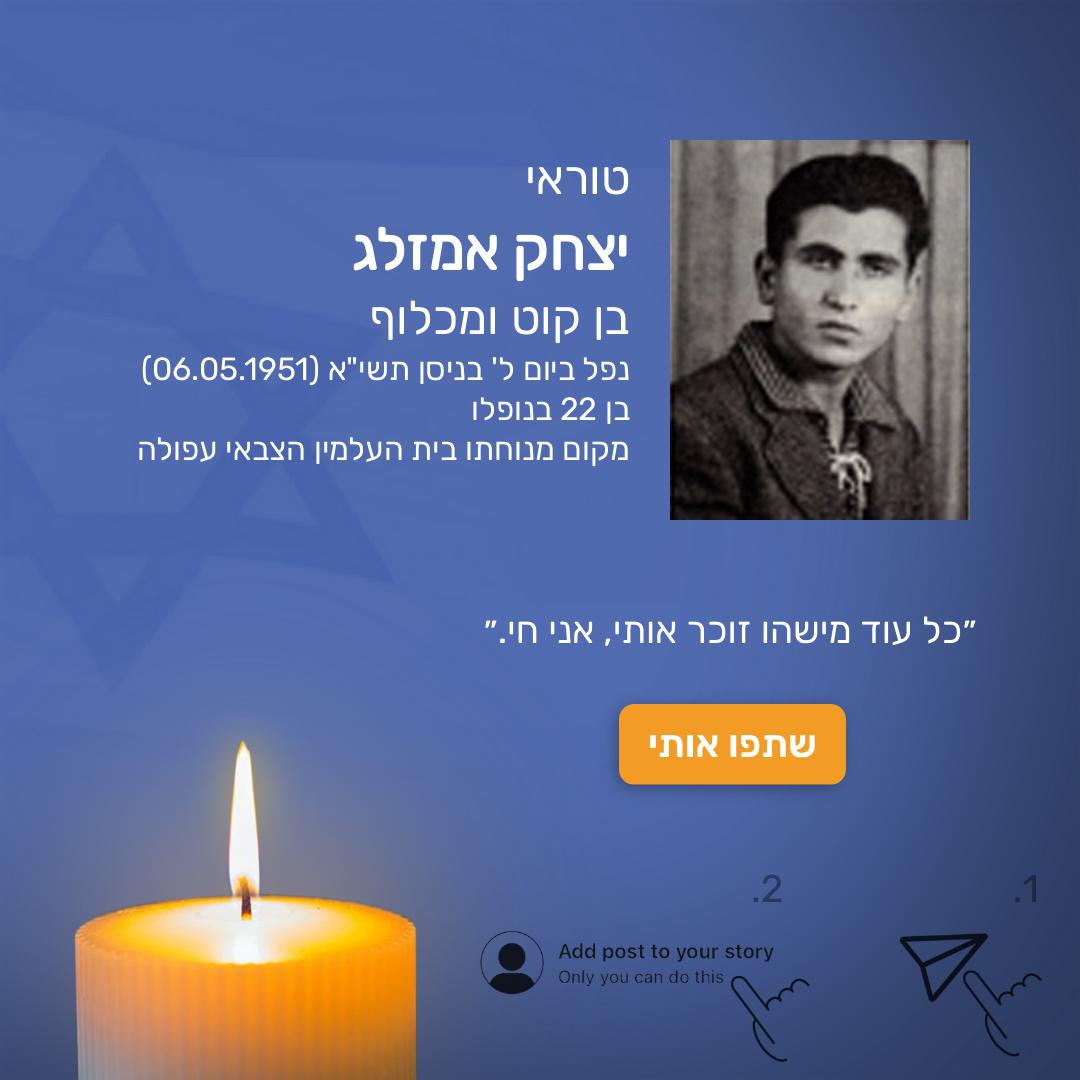 טוראי
יצחק אמזלג
בן קוט ומכלוף
נפל ביום ל' בניסן תשי"א (06.05.1951)
בן 22 בנופלו
מקום מנוחתו בית העלמין הצבאי עפולה
״כל עוד מישהו זוכר אותי, אני חי.״
שתפו אותי
.1
.2
Add post to your story
Only you can do this